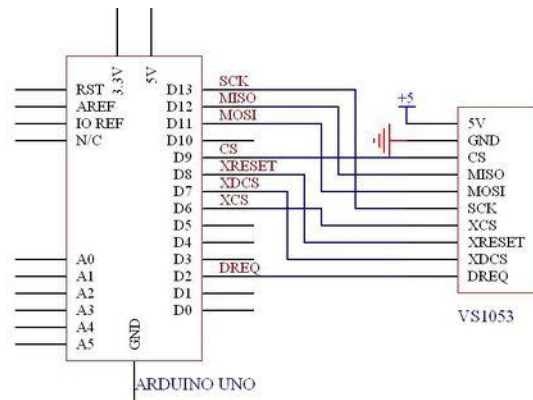 3.3V
5V
RST
AREF
IO REF
N/C
A0
A1
A2
A3
A4
A5
GND
D13
D12
D11
D10
D9
D8
D7
D6
D5
D4
D3
D2
D1
D0
SCK
MISO
MOSI
CS
XRESET
XDCS
XCS
DREQ
ARDUINO UNO
+5
5V
GND
CS
MISO
MOSI
SCK
XCS
XRESET
XDCS
DREQ
VS1053